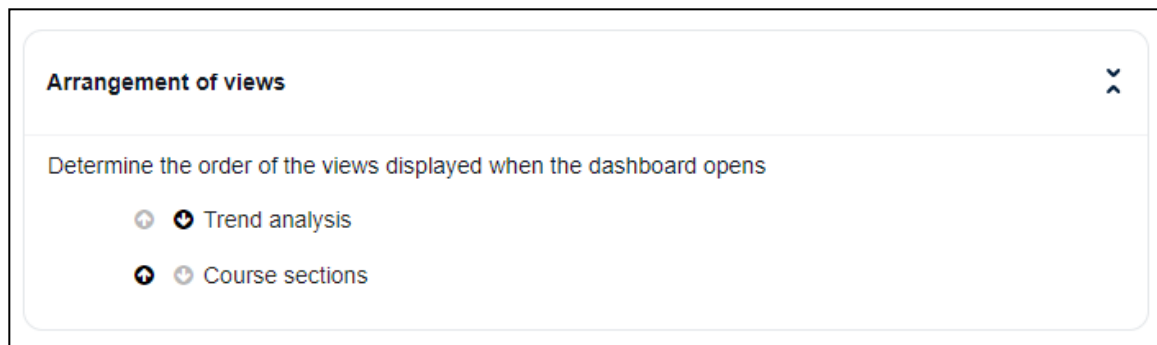 Arrangement of views
Determine the order of the views displayed when the dashboard opens
Trend analysis
Course sections